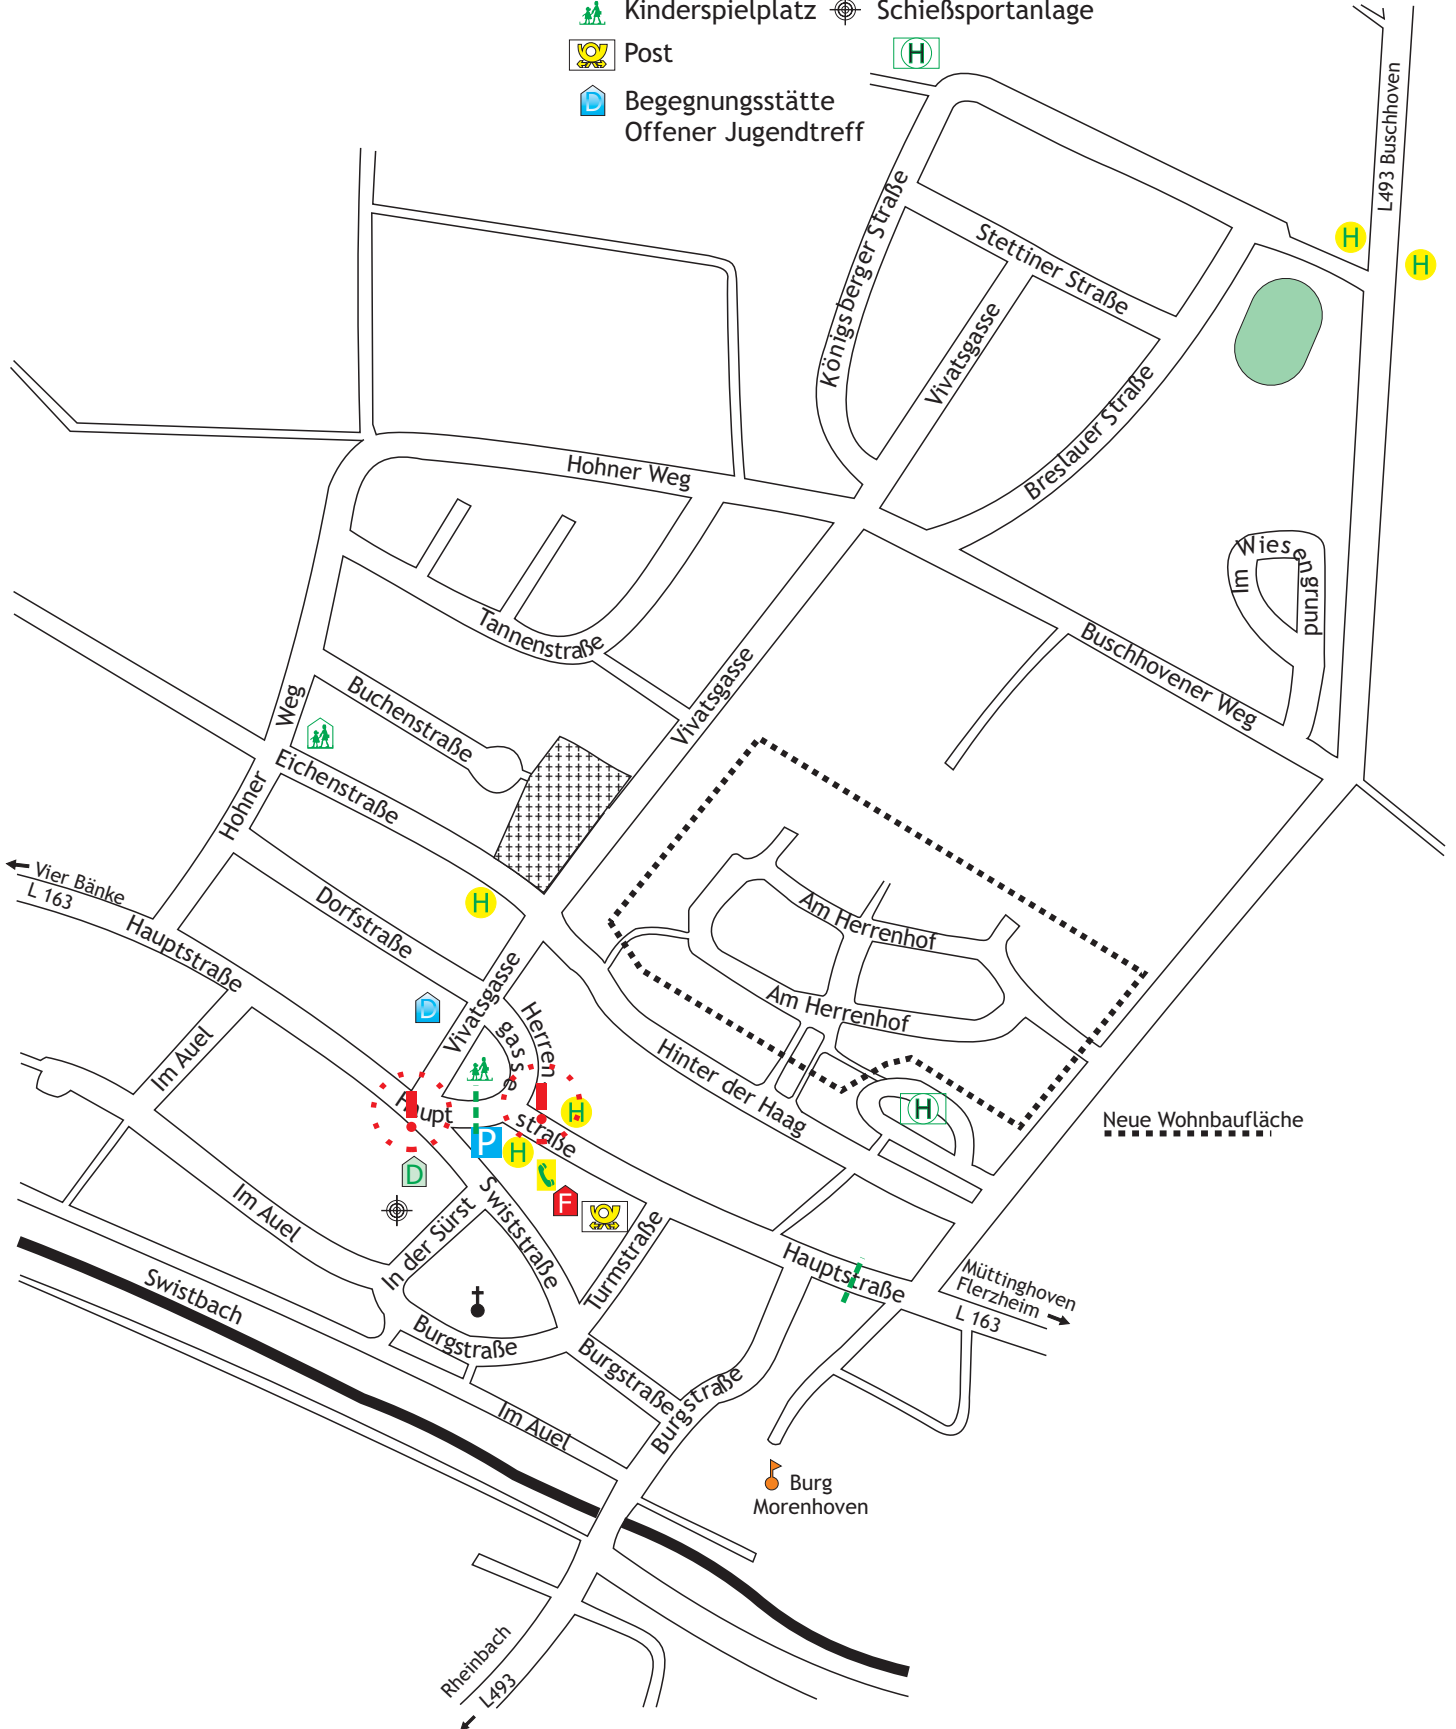 Kinderspielplatz
Schießsportanlage
Post
H
D
Begegnungsstätte
Offener Jugendtreff
L493 Buschhoven
Königsberger Straße
Stettiner Straße
H
H
Vivatsgasse
Breslauer Straße
Hohner Weg
Im Wiesengrund
Tannenstraße
Buschhovener Weg
Vivatsgasse
Buchenstraße
Hohner Weg
Eichenstraße
Vier Bänke
L 163
Hauptstraße
Dorfstraße
H
Am Herrenhof
Am Herrenhof
D
Vivatsgasse
Herrengasse
Im Auel
Hinter der Haag
Hauptstraße
H
H
Neue Wohnbaufläche
P
H
D
F
Im Auel
In der Sürst
Swiststraße
Turmstraße
Hauptstraße
Müttinghoven
Flerzheim
L 163
Swistbach
Burgstraße
Burgstraße
Burgstraße
Im Auel
Burg
Morenhoven
Rheinbach
L493